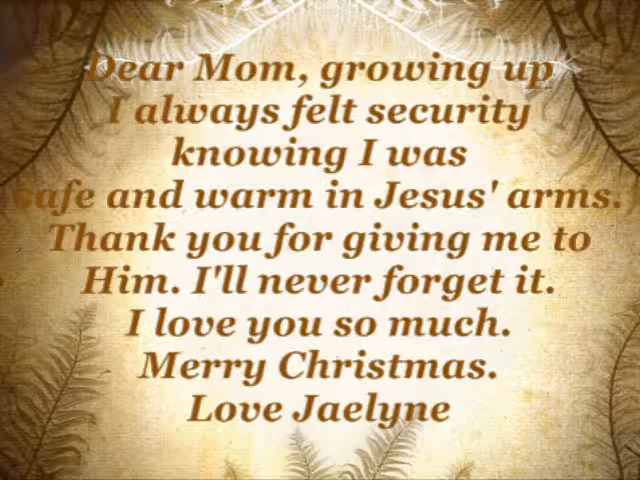 Dear Mom, growing up
I always felt security
knowing I was
safe and warm in Jesus' arms.
Thank you for giving me to
Him. I'll never forget it.
I love you so much.
Merry Christmas.
Love Jaelyne